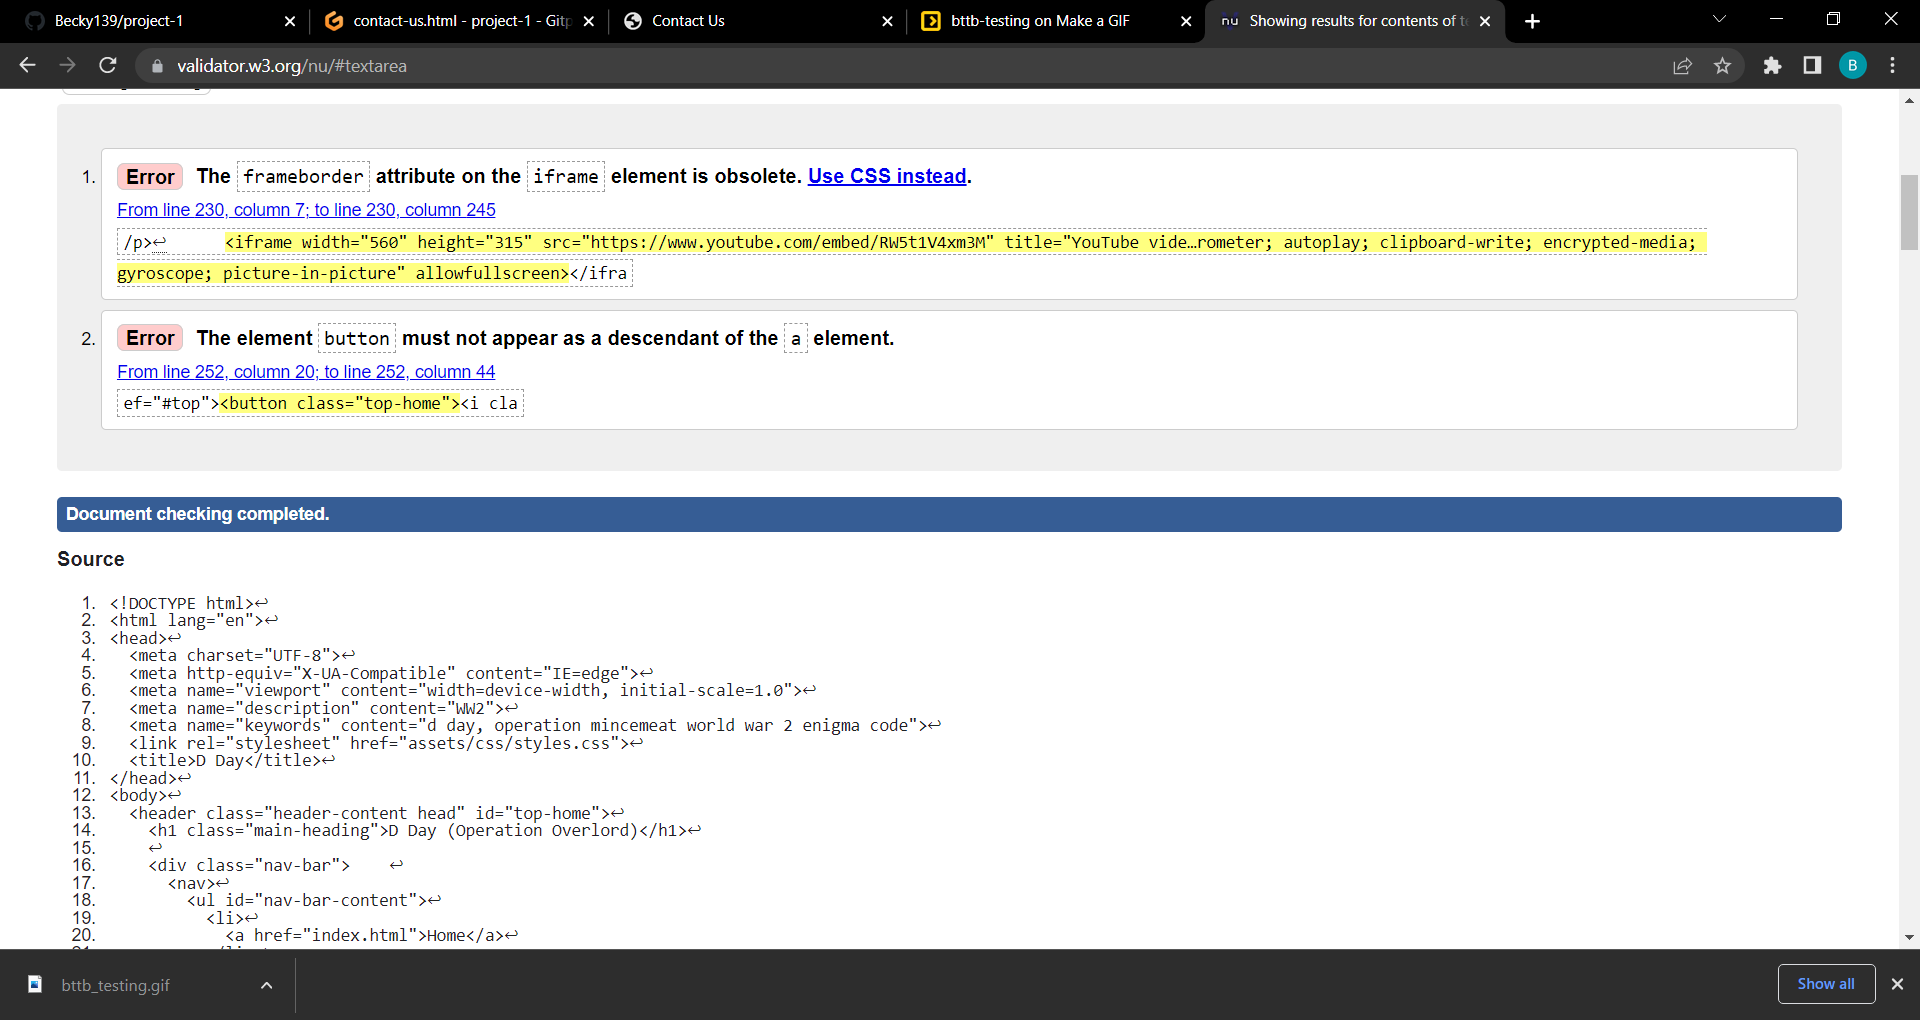 Becky139/project-1
contact-us.html - project-1 - Gitp
Contact Us
bttb-testing on Make a GIF
nu Showing results for contents of te
validator.w3.org/nu/#textarea
B
1. Error The frameborder attribute on the iframe element is obsolete. Use CSS instead.
From line 230, column 7; to line 230, column 245
/p>↩ <iframe width="560" height="315" src="https://www.youtube.com/embed/RW5t1V4xm3M" title="YouTube vide…rometer; autoplay; clipboard-write; encrypted-media;
gyroscope; picture-in-picture" allowfullscreen></ifra
2. Error The element button must not appear as a descendant of the a element.
From line 252, column 20; to line 252, column 44
ef="#top"><button class="top-home"><i cla
Document checking completed.
Source
1. <!DOCTYPE html>↩
2. <html lang="en">↩
3. <head>↩
4. <meta charset="UTF-8">↩
5. <meta http-equiv="X-UA-Compatible" content="IE=edge">↩
6. <meta name="viewport" content="width=device-width, initial-scale=1.0">↩
7. <meta name="description" content="WW2">↩
8. <meta name="keywords" content="d day, operation mincemeat world war 2 enigma code">↩
9. <link rel="stylesheet" href="assets/css/styles.css">↩
10. <title>D Day</title>↩
11. </head>↩
12. <body>↩
13. <header class="header-content head" id="top-home">↩
14. <h1 class="main-heading">D Day (Operation Overlord)</h1>↩
15. ↩
16. <div class="nav-bar"> ↩
17. <nav>↩
18. <ul id="nav-bar-content">↩
19. <li>↩
20. <a href="index.html">Home</a>↩
bttb_testing.gif
Show all